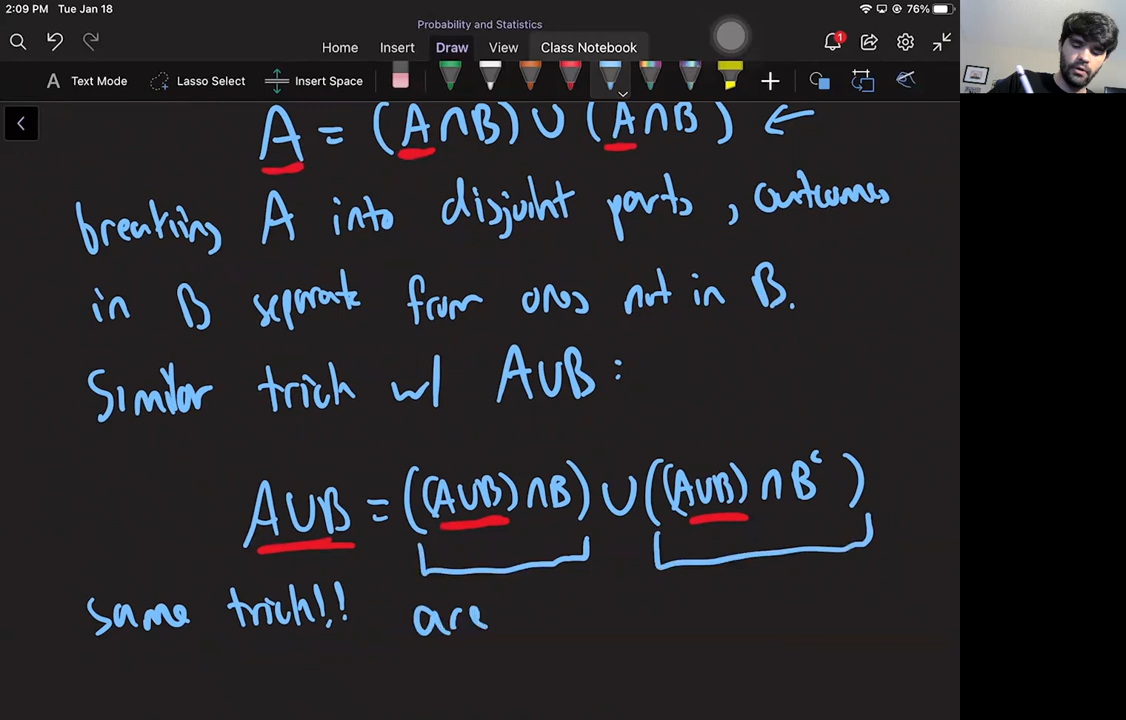 2:09 PM Tue Jan 18
76%
Probability and Statistics
Home Insert Draw View Class Notebook
1
Text Mode Lasso Select Insert Space
A = (A∩B) ∪ (A∩B )
breaking A into disjoint parts, outcomes
in B separate from ones not in B.
Similar trick w/ A∪B:
A∪B = ((A∪B)∩B) ∪ ((A∪B)∩Bᶜ)
same trick!! are